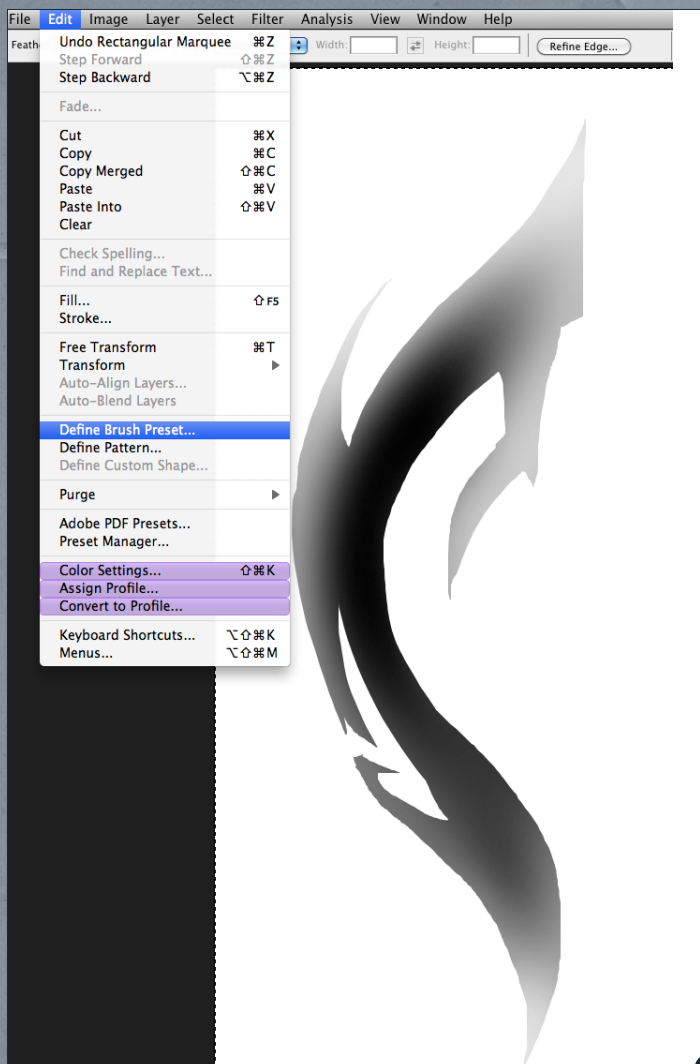 File Edit Image Layer Select Filter Analysis View Window Help
Feath Width: Height: Refine Edge...
Undo Rectangular Marquee ⌘Z
Step Forward ⇧⌘Z
Step Backward ⌥⌘Z
Fade...
Cut ⌘X
Copy ⌘C
Copy Merged ⇧⌘C
Paste ⌘V
Paste Into ⇧⌘V
Clear
Check Spelling...
Find and Replace Text...
Fill... ⇧F5
Stroke...
Free Transform ⌘T
Transform ▶
Auto-Align Layers...
Auto-Blend Layers
Define Brush Preset...
Define Pattern...
Define Custom Shape...
Purge ▶
Adobe PDF Presets...
Preset Manager...
Color Settings... ⇧⌘K
Assign Profile...
Convert to Profile...
Keyboard Shortcuts... ⌥⇧⌘K
Menus... ⌥⇧⌘M